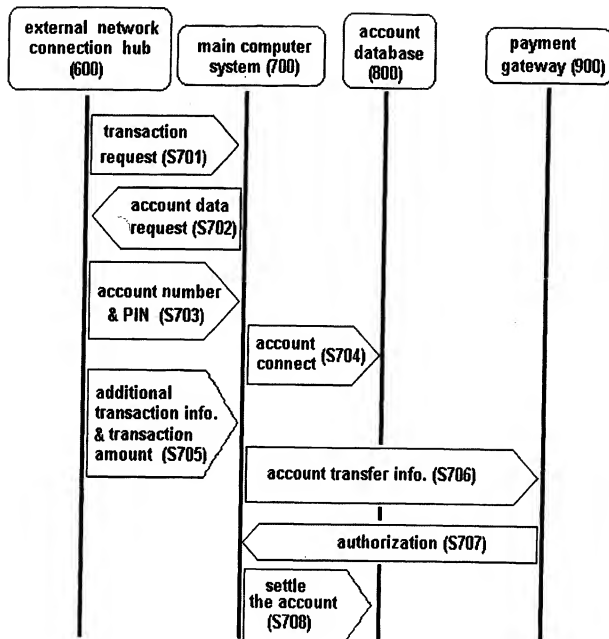 external network
connection hub
(600)
main computer
system (700)
account
database
(800)
payment
gateway (900)
transaction
request (S701)
account data
request (S702)
account number
& PIN (S703)
account
connect (S704)
additional
transaction info.
& transaction
amount (S705)
account transfer info. (S706)
authorization (S707)
settle
the account
(S708)